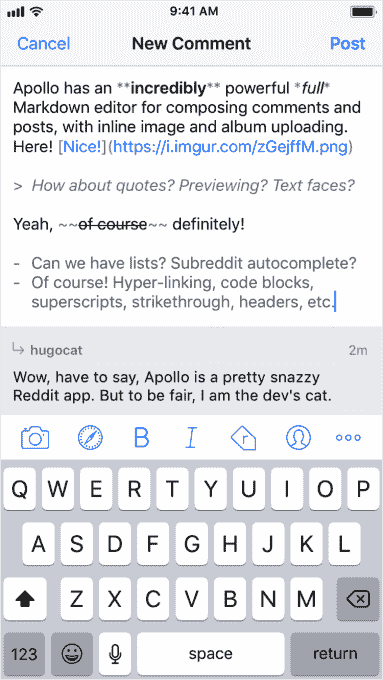 9:41 AM
Cancel New Comment Post
Apollo has an **incredibly** powerful *full*
Markdown editor for composing comments and
posts, with inline image and album uploading.
Here! [Nice!](https://i.imgur.com/zGejffM.png)
> How about quotes? Previewing? Text faces?
Yeah, ~~of course~~ definitely!
- Can we have lists? Subreddit autocomplete?
- Of course! Hyper-linking, code blocks,
superscripts, strikethrough, headers, etc.
hugocat 2m
Wow, have to say, Apollo is a pretty snazzy
Reddit app. But to be fair, I am the dev's cat.
B I r
Q W E R T Y U I O P
A S D F G H J K L
Z X C V B N M
123 space return